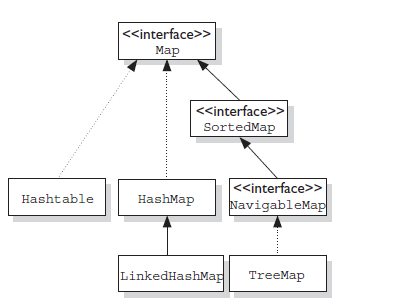 <<interface>>
Map
<<interface>>
SortedMap
Hashtable
HashMap
<<interface>>
NavigableMap
LinkedHashMap
TreeMap